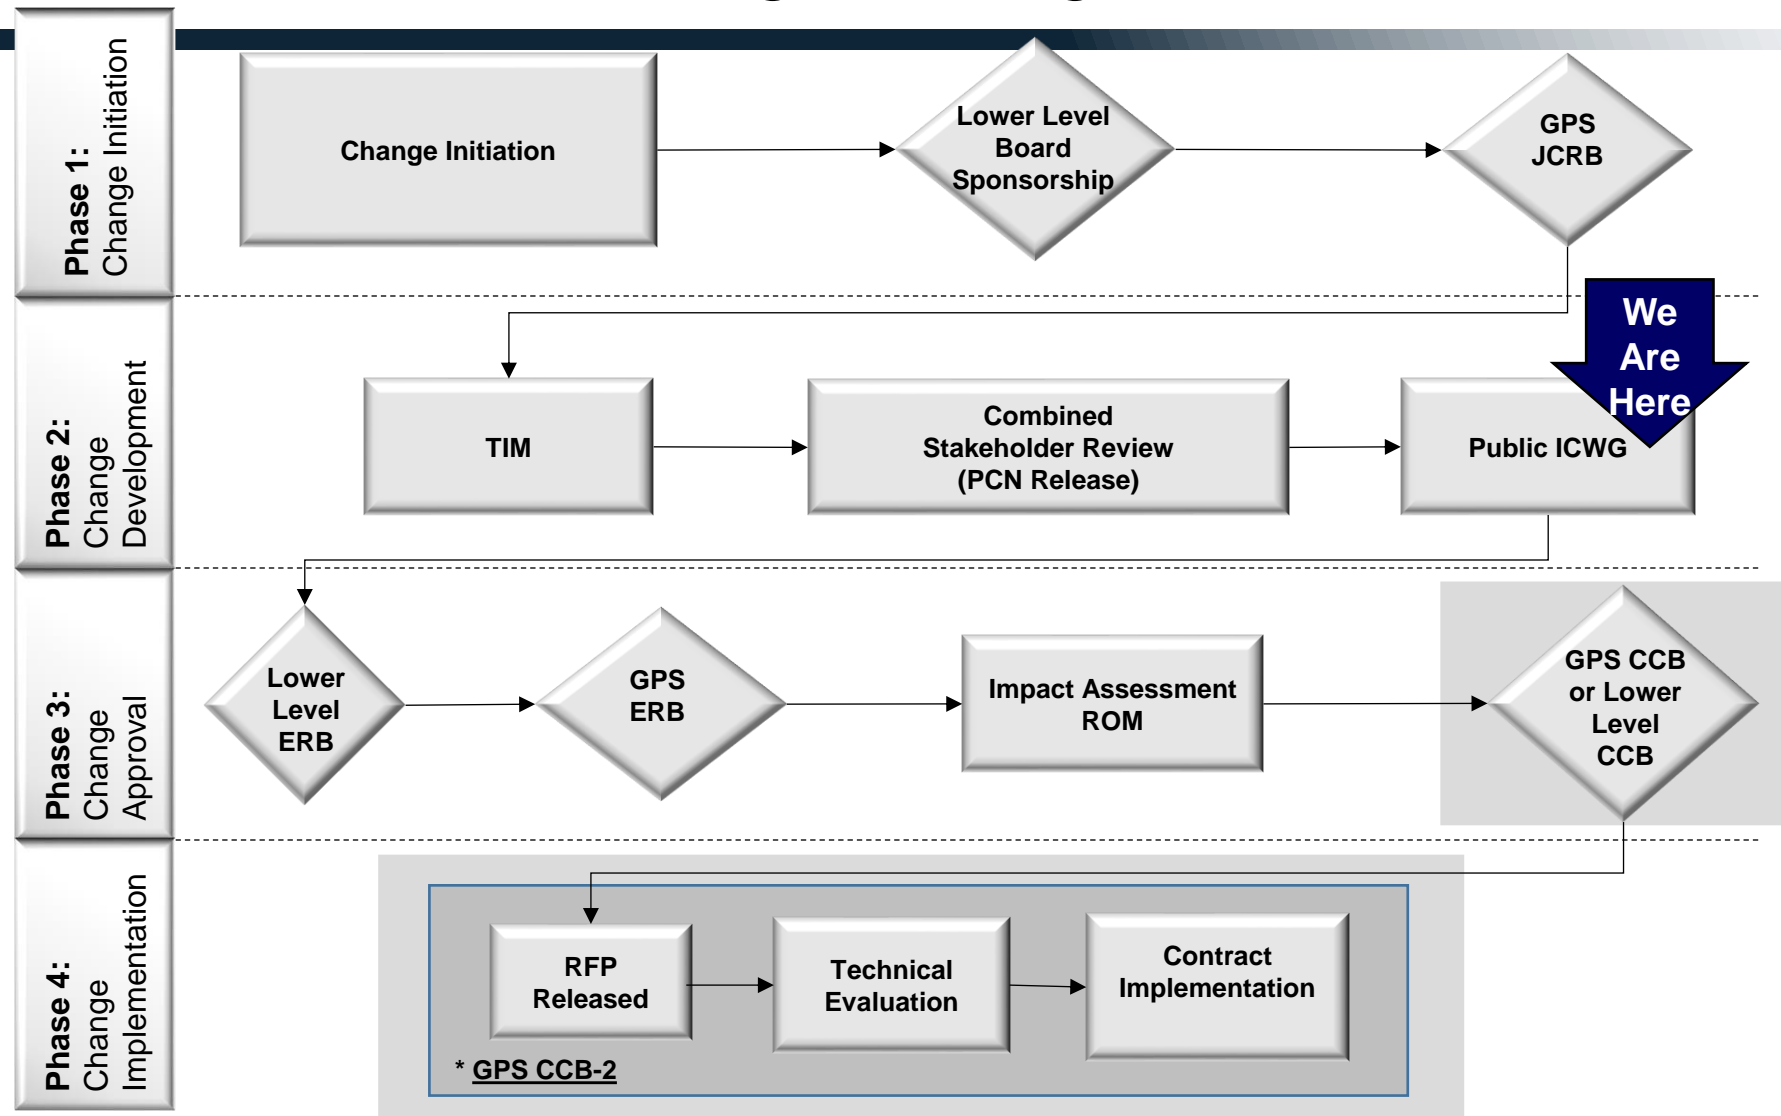 Phase 1:
Change Initiation
Change Initiation
Lower Level
Board
Sponsorship
GPS
JCRB
We
Are
Here
Phase 2:
Change
Development
TIM
Combined
Stakeholder Review
(PCN Release)
Public ICWG
Phase 3:
Change
Approval
Lower
Level
ERB
GPS
ERB
Impact Assessment
ROM
GPS CCB
or Lower
Level
CCB
Phase 4:
Change
Implementation
RFP
Released
Technical
Evaluation
Contract
Implementation
* GPS CCB-2